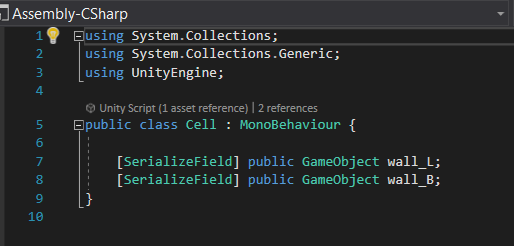 Assembly-CSharp
1 using System.Collections;
2 using System.Collections.Generic;
3 using UnityEngine;
4
Unity Script (1 asset reference) | 2 references
5 public class Cell : MonoBehaviour {
6
7 [SerializeField] public GameObject wall_L;
8 [SerializeField] public GameObject wall_B;
9 }
10